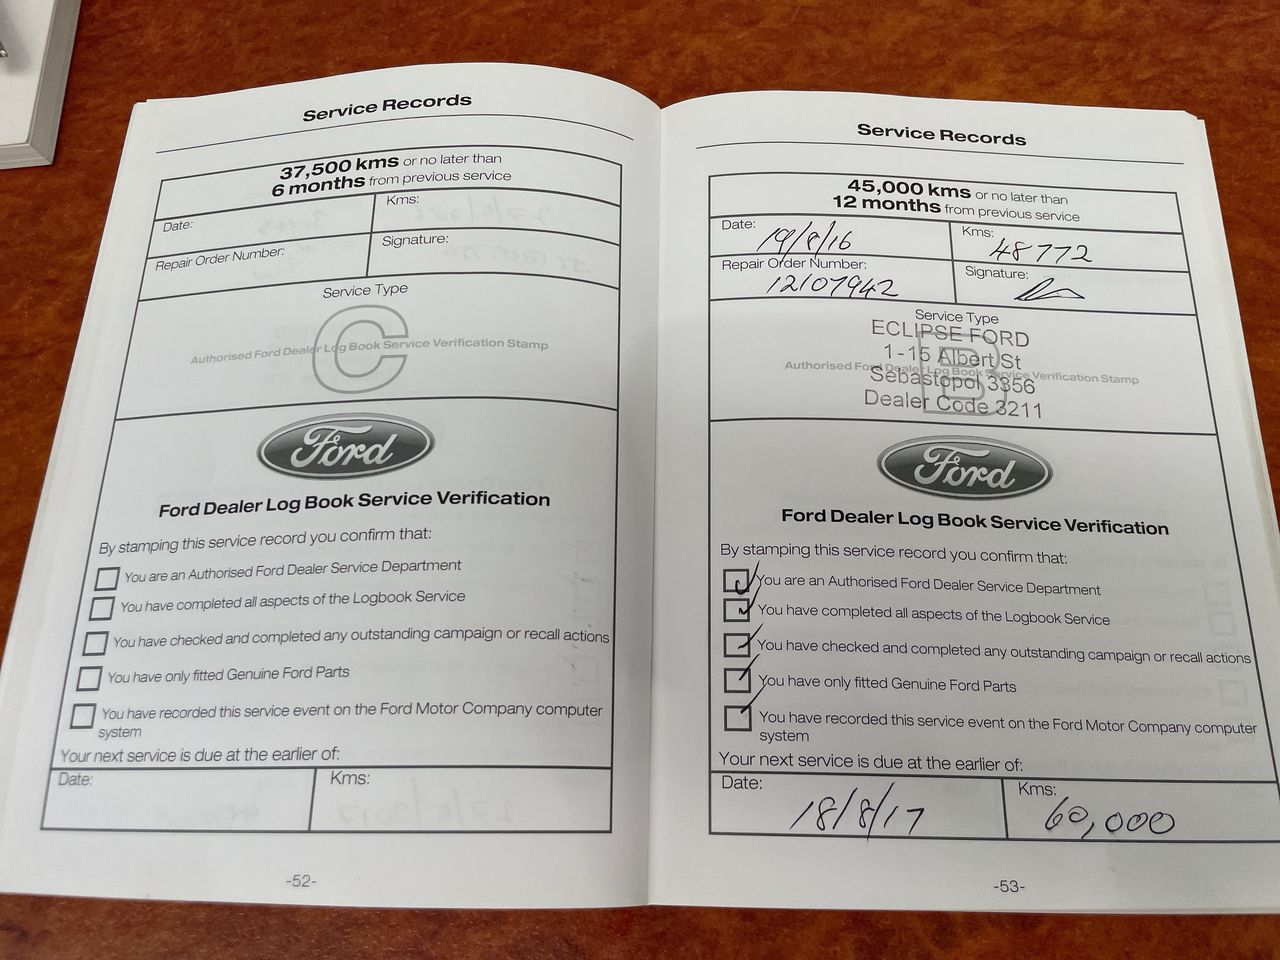 Service Records
37,500 kms or no later than
6 months from previous service
Date:
Kms:
Repair Order Number:
Signature:
Service Type
C
Authorised Ford Dealer Log Book Service Verification Stamp
Ford
Ford Dealer Log Book Service Verification
By stamping this service record you confirm that:
You are an Authorised Ford Dealer Service Department
You have completed all aspects of the Logbook Service
You have checked and completed any outstanding campaign or recall actions
You have only fitted Genuine Ford Parts
You have recorded this service event on the Ford Motor Company computer
system
Your next service is due at the earlier of:
Date:
Kms:
-52-
Service Records
45,000 kms or no later than
12 months from previous service
Date: 19/8/16
Kms: 48772
Repair Order Number: 12107942
Signature:
Service Type
B
ECLIPSE FORD
1-15 Albert St
Authorised Ford Dealer Log Book Service Verification Stamp
Sebastopol 3356
Dealer Code 3211
Ford
Ford Dealer Log Book Service Verification
By stamping this service record you confirm that:
You are an Authorised Ford Dealer Service Department
You have completed all aspects of the Logbook Service
You have checked and completed any outstanding campaign or recall actions
You have only fitted Genuine Ford Parts
You have recorded this service event on the Ford Motor Company computer
system
Your next service is due at the earlier of:
Date: 18/8/17
Kms: 60,000
-53-